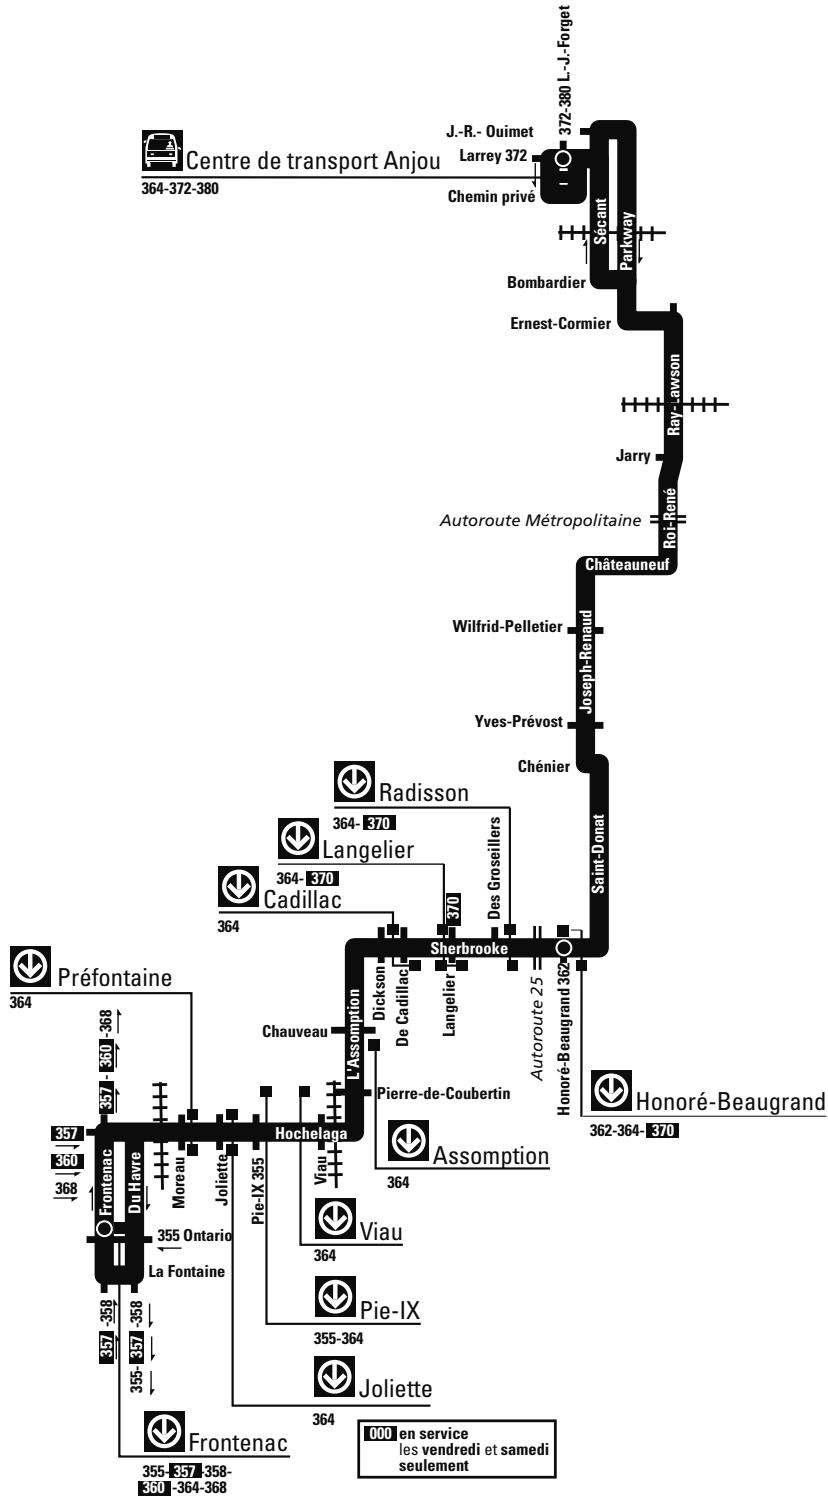 372-380 L.-J.-Forget
J.-R.- Ouimet
Centre de transport Anjou
364-372-380
Larrey 372
Chemin privé
Sécant
Parkway
Bombardier
Ernest-Cormier
Ray-Lawson
Jarry
Roi-René
Autoroute Métropolitaine
Châteauneuf
Wilfrid-Pelletier
Joseph-Renaud
Yves-Prévost
Chénier
Radisson
364- 370
Langelier
364- 370
Cadillac
364
370
Des Groseillers
Saint-Donat
Sherbrooke
Préfontaine
364
Dickson
De Cadillac
Langelier
Autoroute 25
Honoré-Beaugrand 362
L'Assomption
Chauveau
357 - 360 -368
Pierre-de-Coubertin
Honoré-Beaugrand
362-364- 370
357
360
368
Hochelaga
Frontenac
Du Havre
Moreau
Joliette
Pie-IX 355
Viau
Assomption
364
355 Ontario
La Fontaine
Viau
364
357 -358
355- 357 -358
Pie-IX
355-364
Joliette
364
Frontenac
355- 357 -358-
360 -364-368
000 en service
les vendredi et samedi
seulement